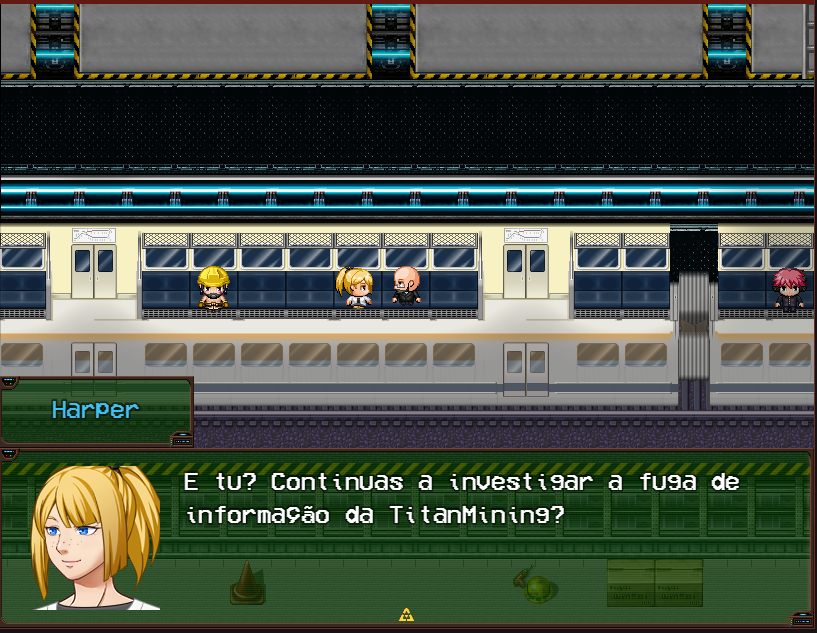 Harper
E tu? Continuas a investigar a fuga de
informação da TitanMining?